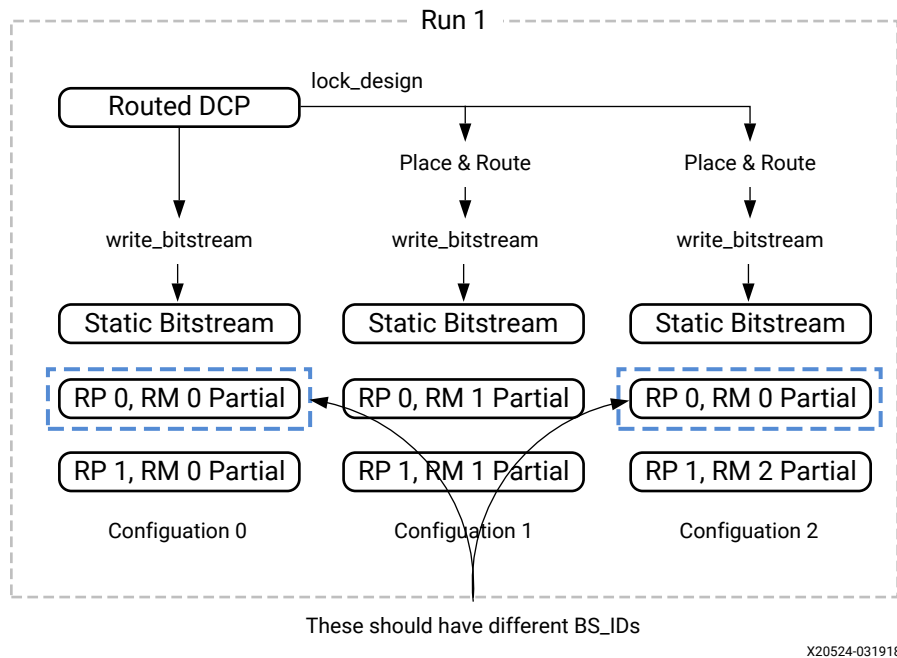 Run 1
lock_design
Routed DCP
Place & Route
Place & Route
write_bitstream
write_bitstream
write_bitstream
Static Bitstream
Static Bitstream
Static Bitstream
RP 0, RM 0 Partial
RP 0, RM 1 Partial
RP 0, RM 0 Partial
RP 1, RM 0 Partial
RP 1, RM 1 Partial
RP 1, RM 2 Partial
Configuation 0
Configuation 1
Configuation 2
These should have different BS_IDs
X20524-031918